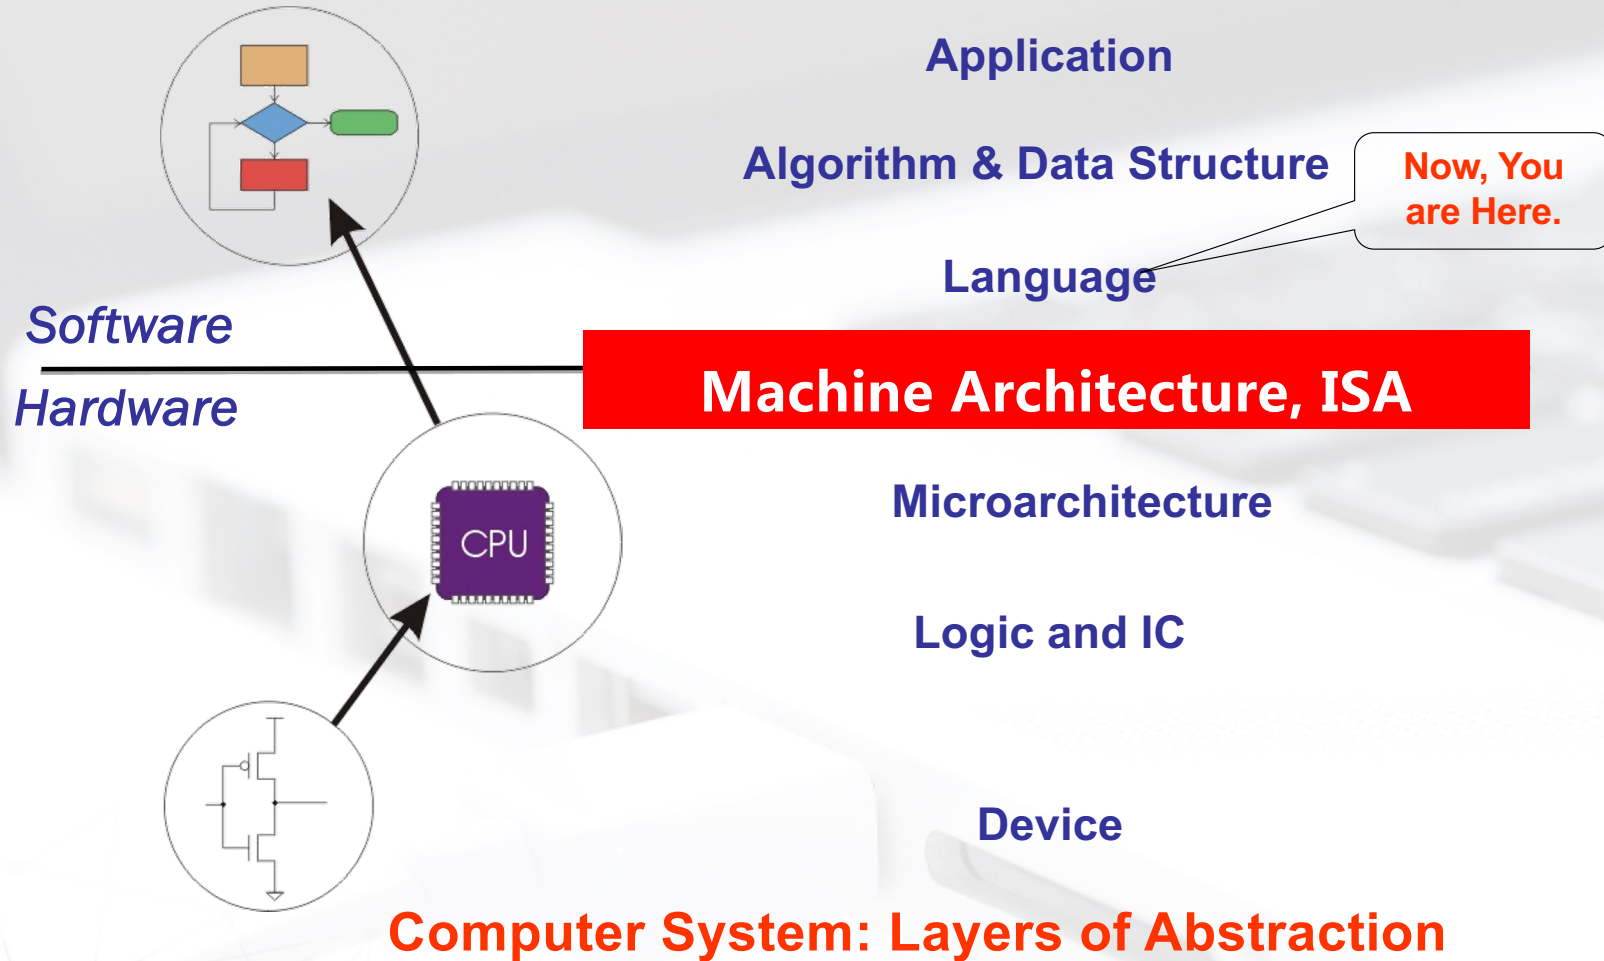 Application
Algorithm & Data Structure
Now, You
are Here.
Language
Software
Hardware
Machine Architecture, ISA
Microarchitecture
CPU
Logic and IC
Device
Computer System: Layers of Abstraction